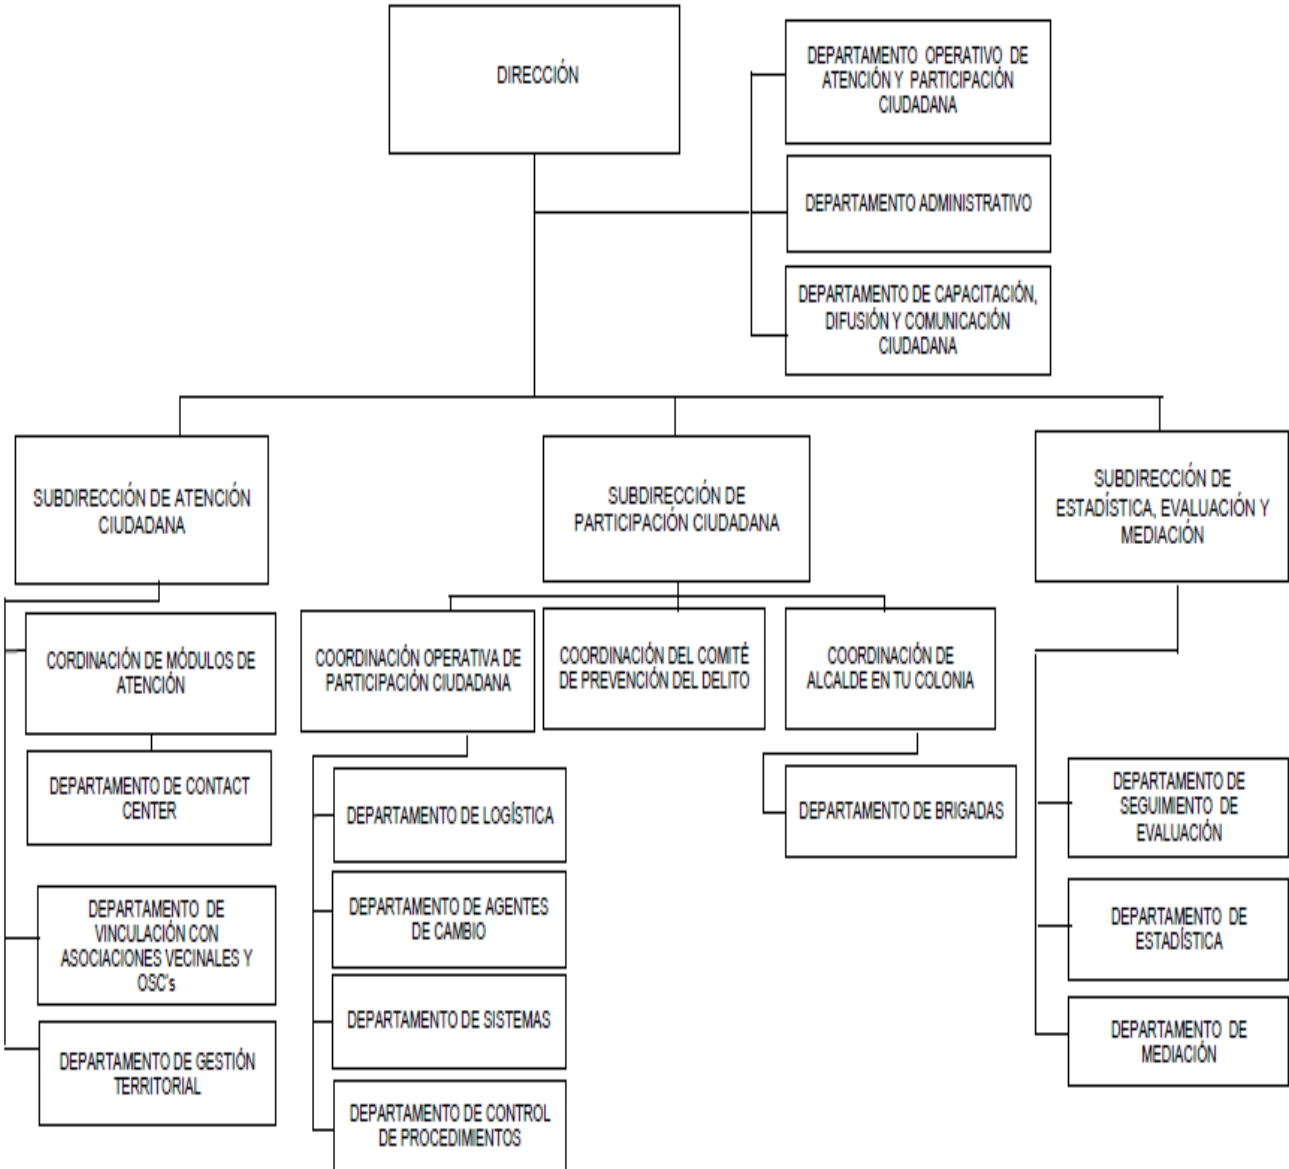 DIRECCIÓN
DEPARTAMENTO OPERATIVO DE
ATENCIÓN Y PARTICIPACIÓN
CIUDADANA
DEPARTAMENTO ADMINISTRATIVO
DEPARTAMENTO DE CAPACITACIÓN,
DIFUSIÓN Y COMUNICACIÓN
CIUDADANA
SUBDIRECCIÓN DE ATENCIÓN
CIUDADANA
SUBDIRECCIÓN DE
PARTICIPACIÓN CIUDADANA
SUBDIRECCIÓN DE
ESTADÍSTICA, EVALUACIÓN Y
MEDIACIÓN
CORDINACIÓN DE MÓDULOS DE
ATENCIÓN
DEPARTAMENTO DE CONTACT
CENTER
DEPARTAMENTO DE
VINCULACIÓN CON
ASOCIACIONES VECINALES Y
OSC's
DEPARTAMENTO DE GESTIÓN
TERRITORIAL
COORDINACIÓN OPERATIVA DE
PARTICIPACIÓN CIUDADANA
DEPARTAMENTO DE LOGÍSTICA
DEPARTAMENTO DE AGENTES
DE CAMBIO
DEPARTAMENTO DE SISTEMAS
DEPARTAMENTO DE CONTROL
DE PROCEDIMIENTOS
COORDINACIÓN DEL COMITÉ
DE PREVENCIÓN DEL DELITO
COORDINACIÓN DE
ALCALDE EN TU COLONIA
DEPARTAMENTO DE BRIGADAS
DEPARTAMENTO DE
SEGUIMIENTO DE
EVALUACIÓN
DEPARTAMENTO DE
ESTADÍSTICA
DEPARTAMENTO DE
MEDIACIÓN